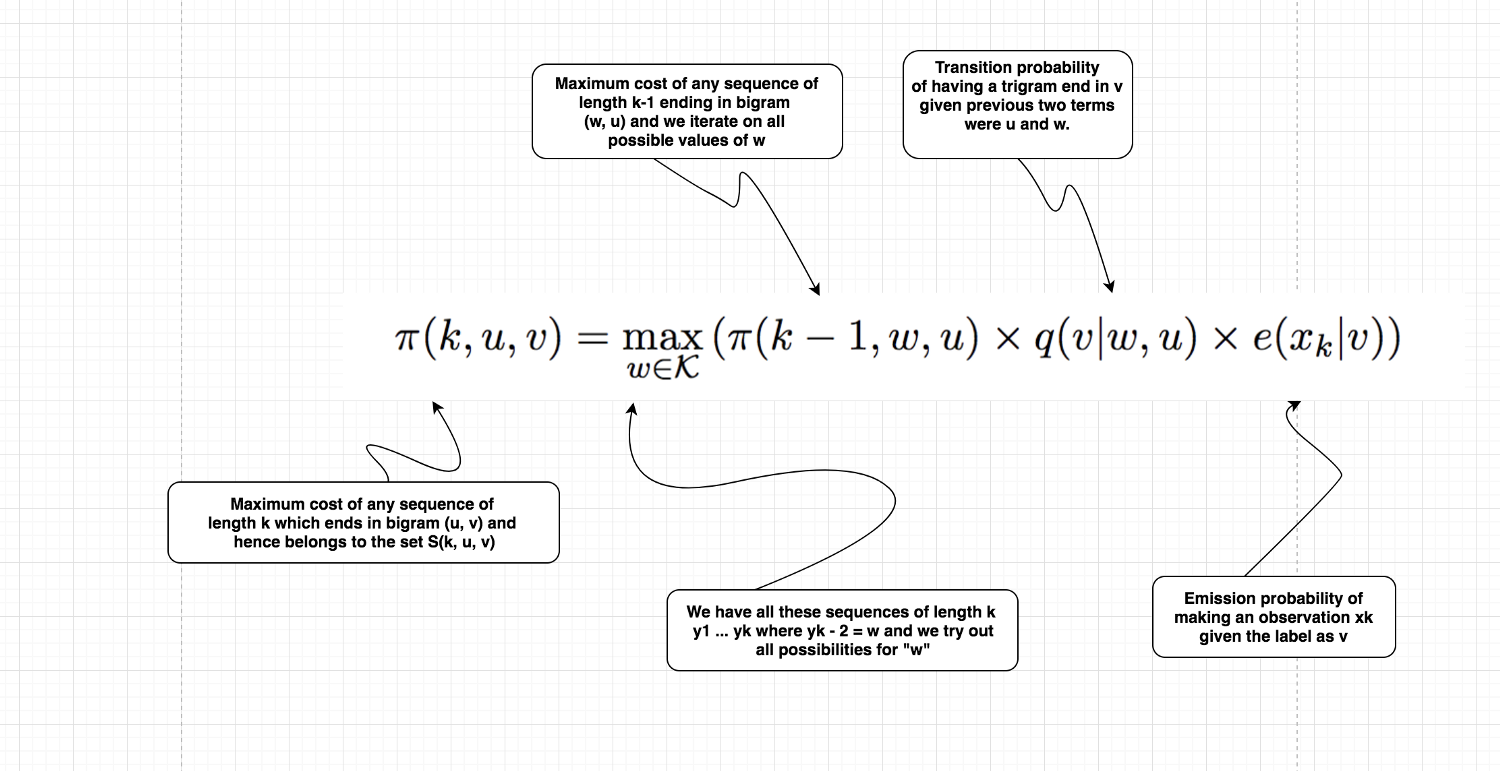 Maximum cost of any sequence of
length k-1 ending in bigram
(w, u) and we iterate on all
possible values of w
Transition probability
of having a trigram end in v
given previous two terms
were u and w.
π(k, u, v) = max (π(k − 1, w, u) × q(v|w, u) × e(xₖ|v))
w∈𝒦
Maximum cost of any sequence of
length k which ends in bigram (u, v) and
hence belongs to the set S(k, u, v)
We have all these sequences of length k
y1 ... yk where yk - 2 = w and we try out
all possibilities for "w"
Emission probability of
making an observation xk
given the label as v